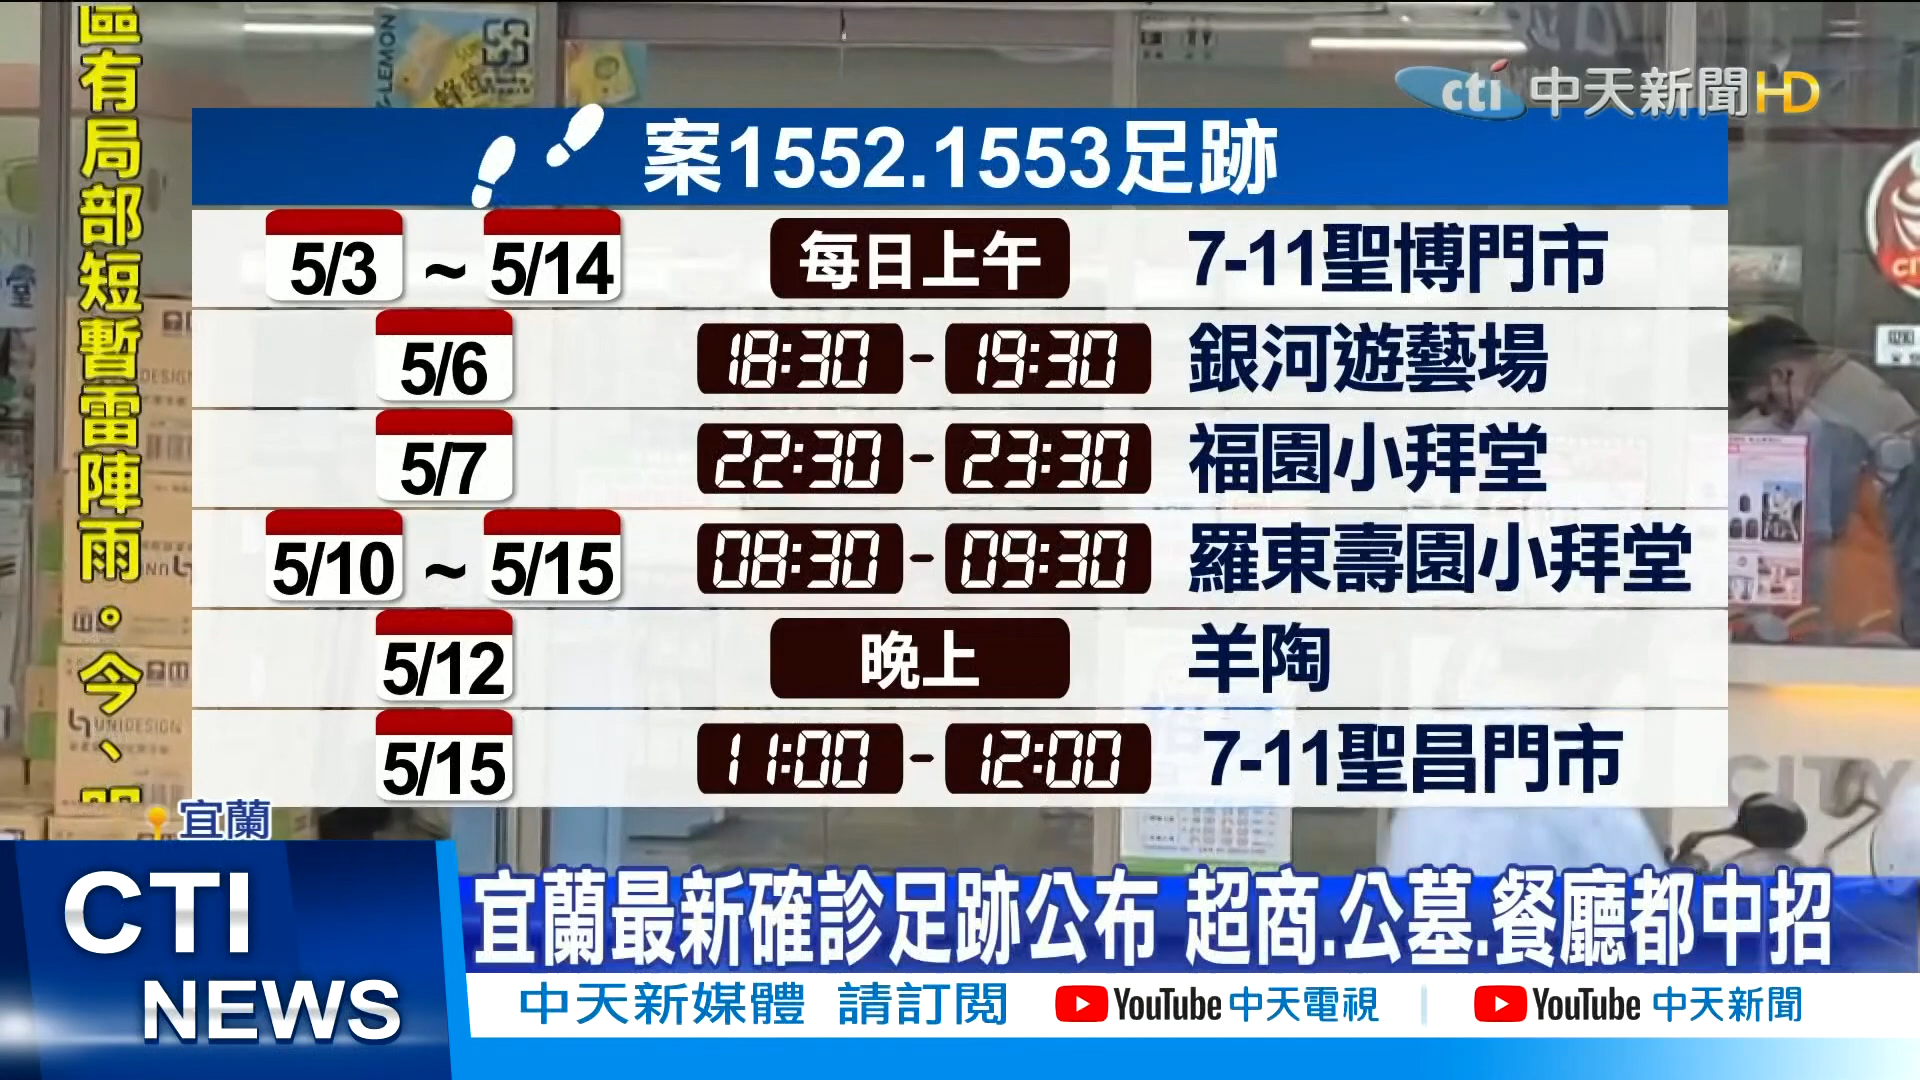 區有局部短暫雷陣雨。今、
cti 中天新聞HD
案1552.1553足跡
5/3 ~ 5/14 每日上午 7-11聖博門市
5/6 18:30 - 19:30 銀河遊藝場
5/7 22:30 - 23:30 福園小拜堂
5/10 ~ 5/15 08:30 - 09:30 羅東壽園小拜堂
5/12 晚上 羊陶
5/15 11:00 - 12:00 7-11聖昌門市
宜蘭
CTI
NEWS
宜蘭最新確診足跡公布 超商.公墓.餐廳都中招
中天新媒體 請訂閱 YouTube 中天電視 | YouTube 中天新聞
UNIDESIGN
CITY